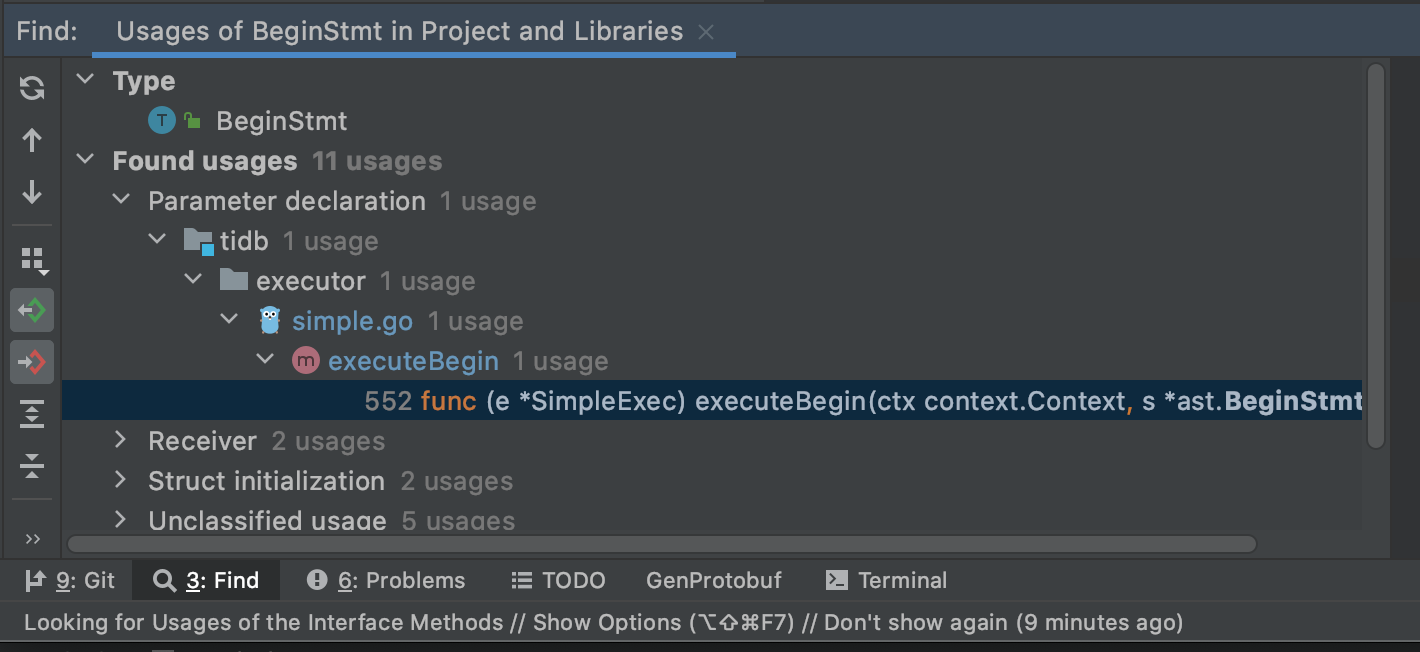 Find: Usages of BeginStmt in Project and Libraries
Type
T BeginStmt
Found usages 11 usages
Parameter declaration 1 usage
tidb 1 usage
executor 1 usage
simple.go 1 usage
m executeBegin 1 usage
552 func (e *SimpleExec) executeBegin(ctx context.Context, s *ast.BeginStmt
Receiver 2 usages
Struct initialization 2 usages
Unclassified usage 5 usages
9: Git 3: Find 6: Problems TODO GenProtobuf Terminal
Looking for Usages of the Interface Methods // Show Options (⌥⇧⌘F7) // Don't show again (9 minutes ago)